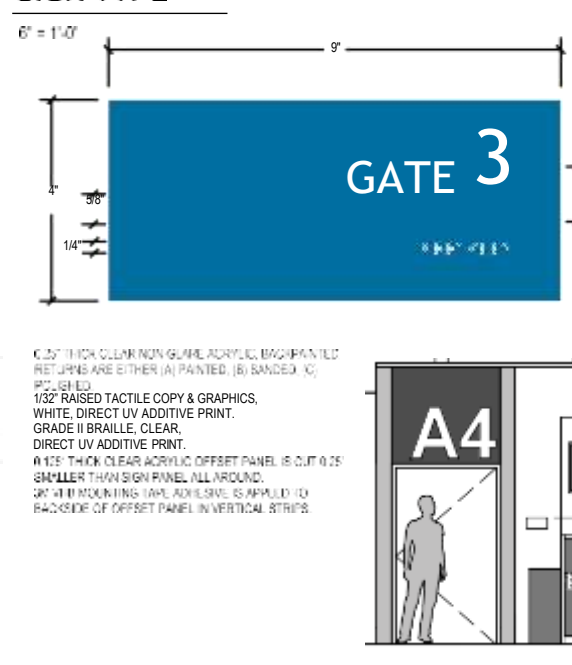 6" = 1'-0"
9"
4"
5/8"
1/4"
GATE 3
0.25" THICK CLEAR NON-GLARE ACRYLIC, BACKPAINTED
RETURNS ARE EITHER (A) PAINTED, (B) SANDED, (C)
POLISHED.
1/32" RAISED TACTILE COPY & GRAPHICS,
WHITE, DIRECT UV ADDITIVE PRINT.
GRADE II BRAILLE, CLEAR,
DIRECT UV ADDITIVE PRINT.
0.125" THICK CLEAR ACRYLIC OFFSET PANEL IS CUT 0.25"
SMALLER THAN SIGN PANEL ALL AROUND.
3M VHB MOUNTING TAPE ADHESIVE IS APPLIED TO
BACKSIDE OF OFFSET PANEL IN VERTICAL STRIPS.
A4